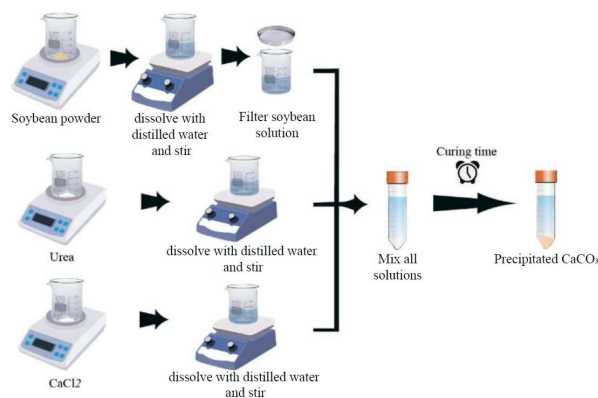 Soybean powder
dissolve with
distilled water
and stir
Filter soybean
solution
Urea
dissolve with distilled water
and stir
CaCl2
dissolve with distilled water
and stir
Mix all
solutions
Curing time
Precipitated CaCO₃